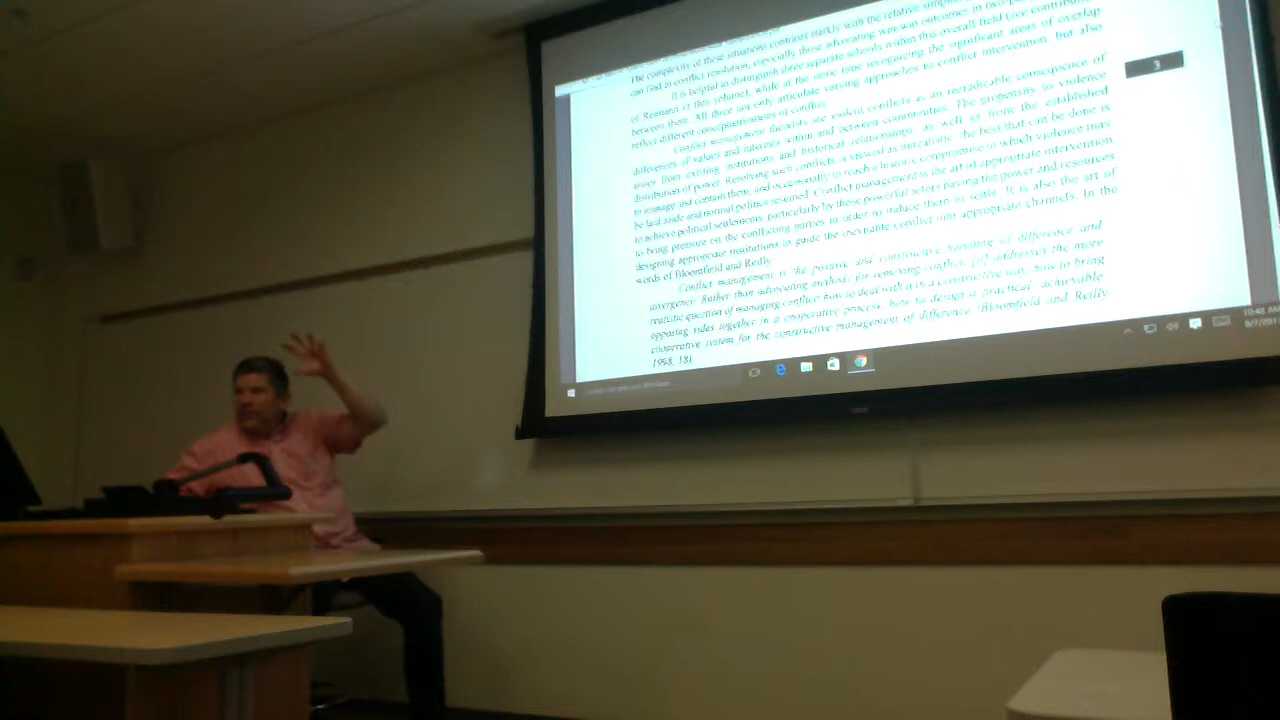 The complexity of these situations contrasts starkly with the relative
can find in conflict resolution, especially those advocating win-win outcomes in two-party
It is helpful to distinguish three separate schools within this overall field (see
of Reimann in this volume), while at the same time recognizing the significant areas of overlap
between them. All three not only articulate varying approaches to conflict intervention, but also
reflect different conceptualizations of conflict.
Conflict management theorists see violent conflicts as an ineradicable consequence of
differences of values and interests within and between communities. The propensity to violence
arises from existing institutions and historical relationships, as well as from the established
distribution of power. Resolving such conflicts is viewed as unrealistic. The best that can be done is
to manage and contain them, and occasionally to reach a historic compromise in which violence may
be laid aside and normal politics resumed. Conflict management is the art of appropriate intervention
to achieve political settlements, particularly by those powerful actors having the power and resources
to bring pressure on the conflicting parties in order to induce them to settle. It is also the art of
designing appropriate institutions to guide the inevitable conflict into appropriate channels. In the
words of Bloomfield and Reilly
Conflict management is the positive and constructive handling of difference and
divergence. Rather than advocating methods for removing conflict, [it] addresses the more
realistic question of managing conflict: how to deal with it in a constructive way, how to bring
opposing sides together in a cooperative process, how to design a practical, achievable
cooperative system for the constructive management of difference (Bloomfield and Reilly
1998, 18).
3
10:48 AM